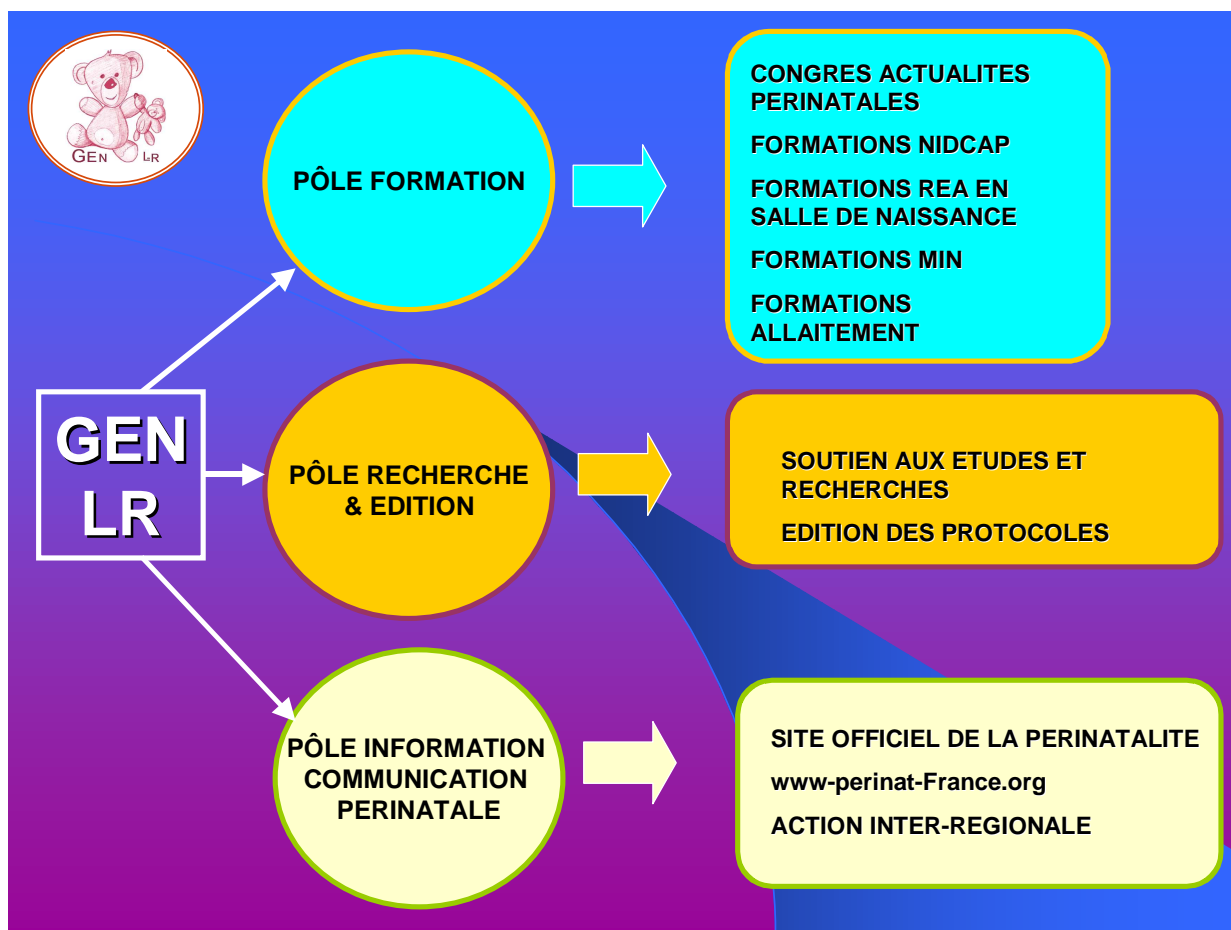 GEN LR
PÔLE FORMATION
CONGRES ACTUALITES
PERINATALES
FORMATIONS NIDCAP
FORMATIONS REA EN
SALLE DE NAISSANCE
FORMATIONS MIN
FORMATIONS
ALLAITEMENT
GEN
LR
PÔLE RECHERCHE
& EDITION
SOUTIEN AUX ETUDES ET
RECHERCHES
EDITION DES PROTOCOLES
PÔLE INFORMATION
COMMUNICATION
PERINATALE
SITE OFFICIEL DE LA PERINATALITE
www-perinat-France.org
ACTION INTER-REGIONALE